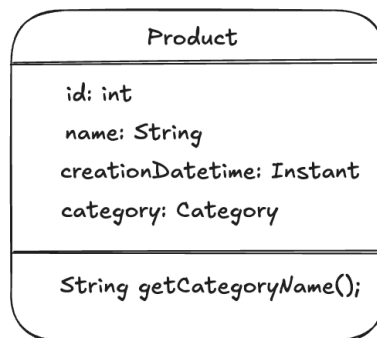 Product
id: int
name: String
creationDatetime: Instant
category: Category
String getCategoryName();